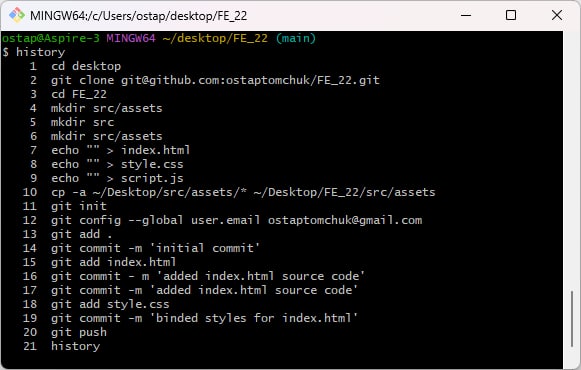 MINGW64:/c/Users/ostap/desktop/FE_22
ostap@Aspire-3 MINGW64 ~/desktop/FE_22 (main)
$ history
1 cd desktop
2 git clone git@github.com:ostaptomchuk/FE_22.git
3 cd FE_22
4 mkdir src/assets
5 mkdir src
6 mkdir src/assets
7 echo "" > index.html
8 echo "" > style.css
9 echo "" > script.js
10 cp -a ~/Desktop/src/assets/* ~/Desktop/FE_22/src/assets
11 git init
12 git config --global user.email ostaptomchuk@gmail.com
13 git add .
14 git commit -m 'initial commit'
15 git add index.html
16 git commit - m 'added index.html source code'
17 git commit -m 'added index.html source code'
18 git add style.css
19 git commit -m 'binded styles for index.html'
20 git push
21 history